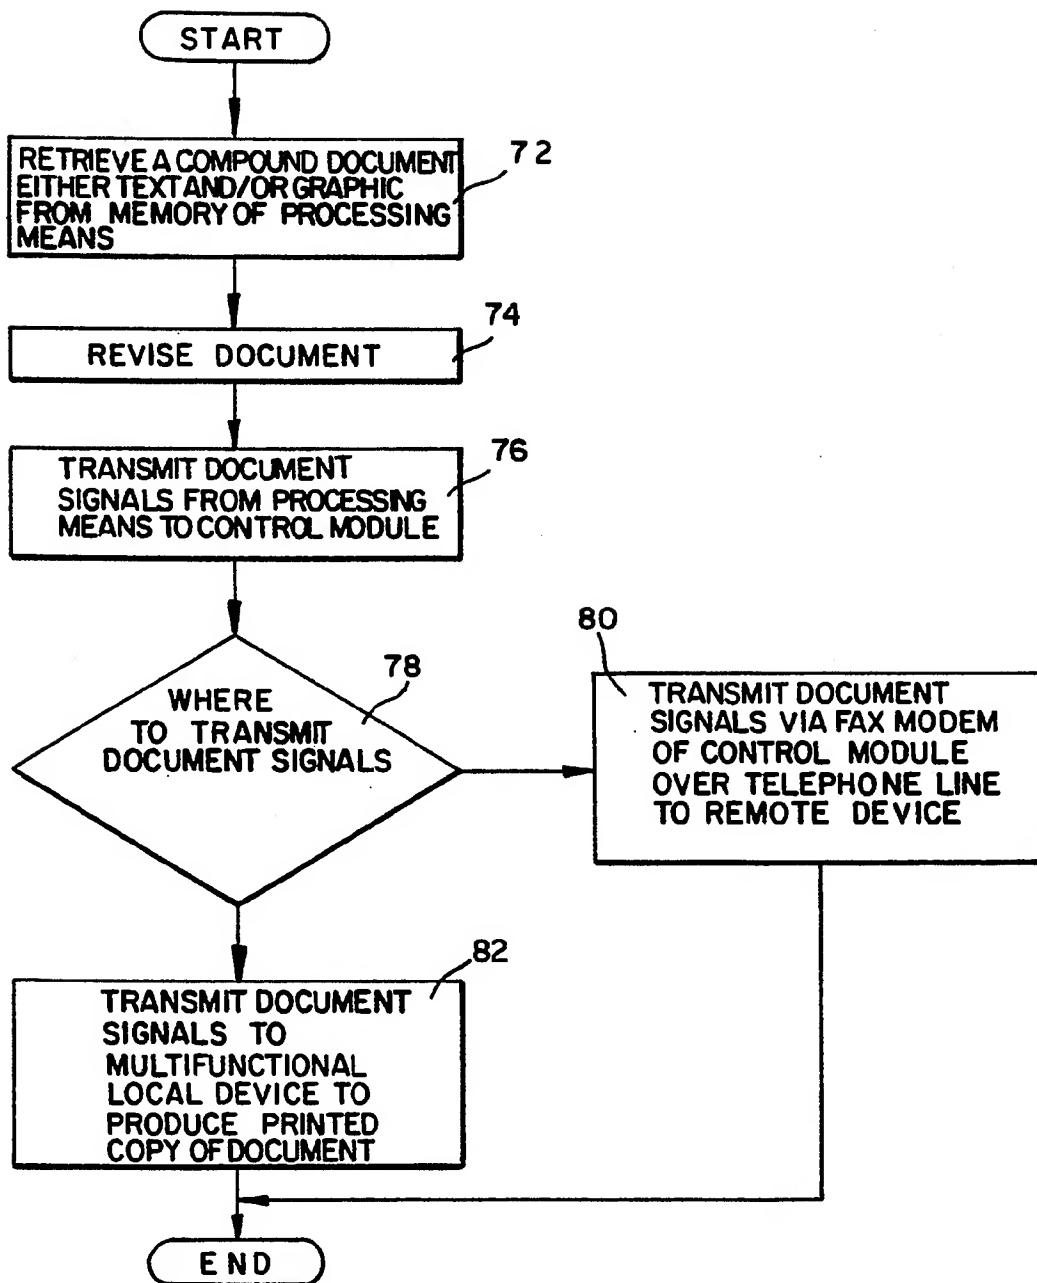 START
RETRIEVE A COMPOUND DOCUMENT
EITHER TEXT AND/OR GRAPHIC
FROM MEMORY OF PROCESSING
MEANS
72
REVISE DOCUMENT
74
TRANSMIT DOCUMENT
SIGNALS FROM PROCESSING
MEANS TO CONTROL MODULE
76
WHERE
TO TRANSMIT
DOCUMENT SIGNALS
78
80
TRANSMIT DOCUMENT
SIGNALS VIA FAX MODEM
OF CONTROL MODULE
OVER TELEPHONE LINE
TO REMOTE DEVICE
82
TRANSMIT DOCUMENT
SIGNALS TO
MULTIFUNCTIONAL
LOCAL DEVICE TO
PRODUCE PRINTED
COPY OF DOCUMENT
END